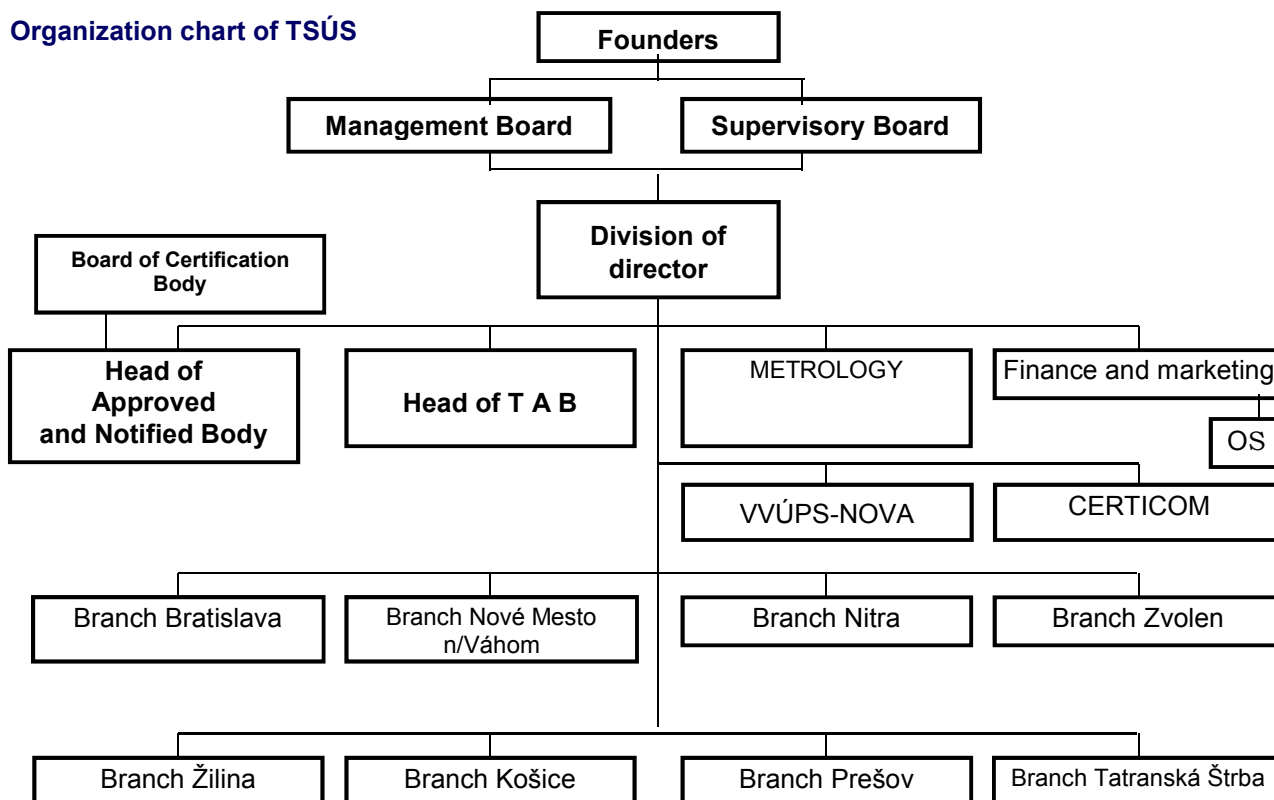 Organization chart of TSÚS
Founders
Management Board
Supervisory Board
Division of
director
Board of Certification
Body
Head of
Approved
and Notified Body
Head of T A B
METROLOGY
Finance and marketing
OS
VVÚPS-NOVA
CERTICOM
Branch Bratislava
Branch Nové Mesto
n/Váhom
Branch Nitra
Branch Zvolen
Branch Žilina
Branch Košice
Branch Prešov
Branch Tatranská Štrba